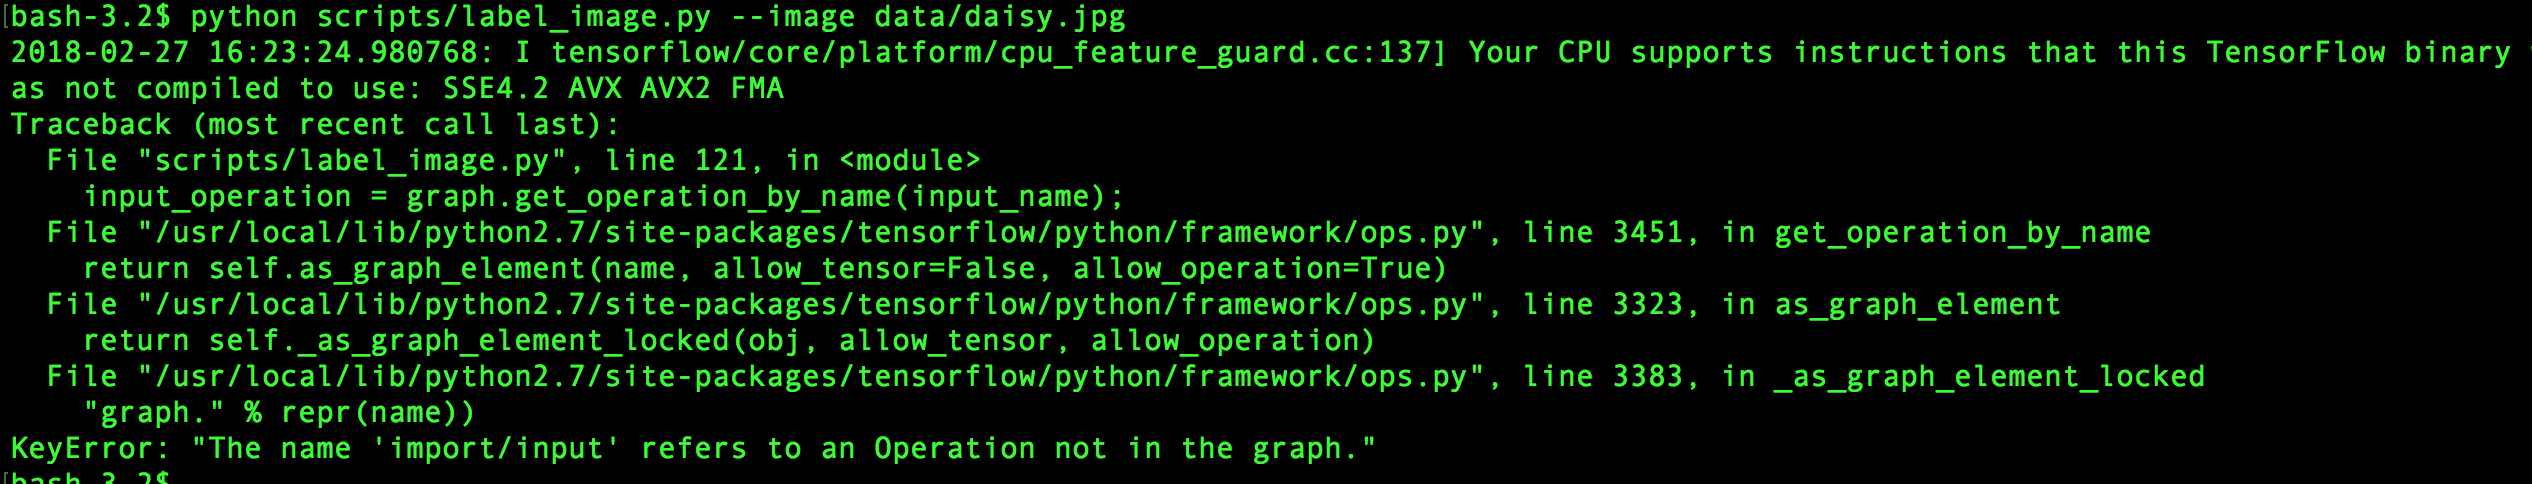 [bash-3.2$ python scripts/label_image.py --image data/daisy.jpg
2018-02-27 16:23:24.980768: I tensorflow/core/platform/cpu_feature_guard.cc:137] Your CPU supports instructions that this TensorFlow binary
as not compiled to use: SSE4.2 AVX AVX2 FMA
Traceback (most recent call last):
  File "scripts/label_image.py", line 121, in <module>
    input_operation = graph.get_operation_by_name(input_name);
  File "/usr/local/lib/python2.7/site-packages/tensorflow/python/framework/ops.py", line 3451, in get_operation_by_name
    return self.as_graph_element(name, allow_tensor=False, allow_operation=True)
  File "/usr/local/lib/python2.7/site-packages/tensorflow/python/framework/ops.py", line 3323, in as_graph_element
    return self._as_graph_element_locked(obj, allow_tensor, allow_operation)
  File "/usr/local/lib/python2.7/site-packages/tensorflow/python/framework/ops.py", line 3383, in _as_graph_element_locked
    "graph." % repr(name))
KeyError: "The name 'import/input' refers to an Operation not in the graph."
[bash-3.2$